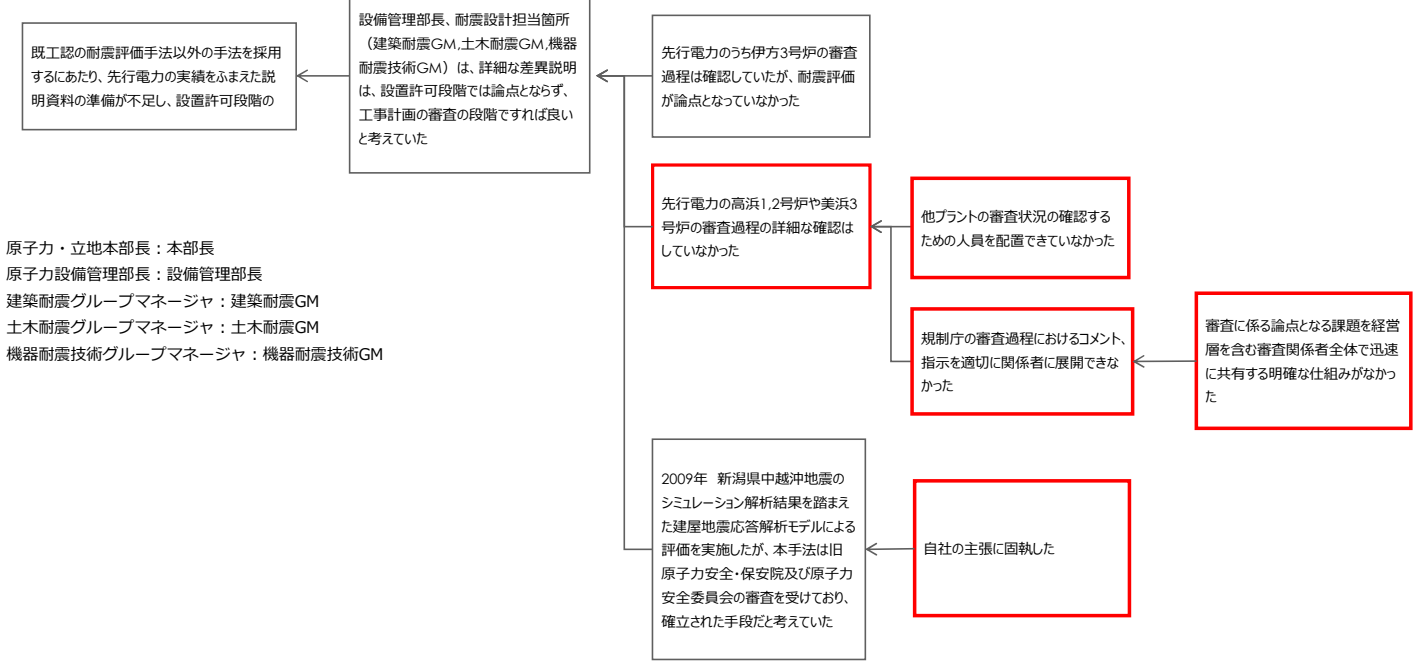 既工認の耐震評価手法以外の手法を採用
するにあたり、先行電力の実績をふまえた説
明資料の準備が不足し、設置許可段階の
設備管理部長、耐震設計担当箇所
（建築耐震GM,土木耐震GM,機器
耐震技術GM）は、詳細な差異説明
は、設置許可段階では論点とならず、
工事計画の審査の段階ですれば良い
と考えていた
先行電力のうち伊方3号炉の審査
過程は確認していたが、耐震評価
が論点となっていなかった
先行電力の高浜1,2号炉や美浜3
号炉の審査過程の詳細な確認は
していなかった
他プラントの審査状況の確認する
ための人員を配置できていなかった
規制庁の審査過程におけるコメント、
指示を適切に関係者に展開できな
かった
審査に係る論点となる課題を経営
層を含む審査関係者全体で迅速
に共有する明確な仕組みがなかっ
た
2009年 新潟県中越沖地震の
シミュレーション解析結果を踏まえ
た建屋地震応答解析モデルによる
評価を実施したが、本手法は旧
原子力安全・保安院及び原子力
安全委員会の審査を受けており、
確立された手段だと考えていた
自社の主張に固執した
原子力・立地本部長：本部長
原子力設備管理部長：設備管理部長
建築耐震グループマネージャ：建築耐震GM
土木耐震グループマネージャ：土木耐震GM
機器耐震技術グループマネージャ：機器耐震技術GM